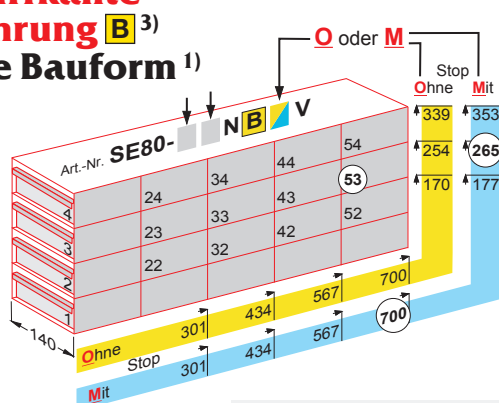 hrung B 3)
e Bauform 1)
O oder M
Stop
Ohne Mit
Art.-Nr. SE80- N B V
339 353
254 265
170 177
24 34 44 54
23 33 43 53
22 32 42 52
4
3
2
1
140
Ohne 301 434 567 700
Stop
Mit 301 434 567 700